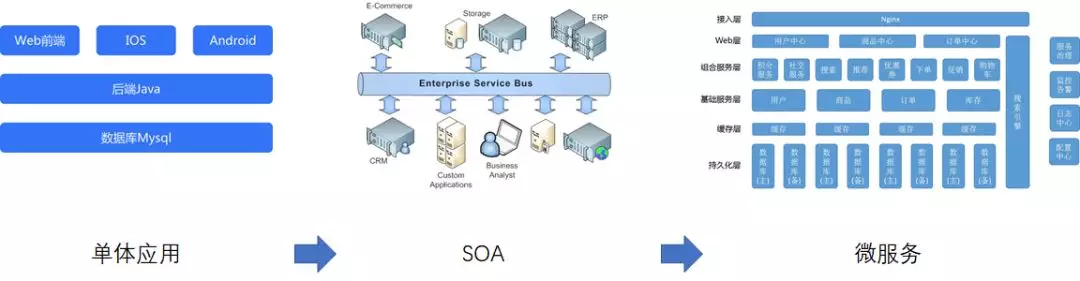 Web前端 IOS Android
后端Java
数据库Mysql
单体应用
E-Commerce
Storage
ERP
Enterprise Service Bus
CRM
Custom
Applications
Business
Analyst
SOA
接入层 Nginx
Web层 用户中心 商品中心 订单中心
组合服务层 积分服务 社交服务 搜索 推荐 优惠券 下单 促销 购物车
基础服务层 用户 商品 订单 库存
缓存层 缓存 缓存 缓存 缓存
持久化层 数据库(主) 数据库(备) 数据库(主) 数据库(备) 数据库(主) 数据库(备) 数据库(主) 数据库(备)
搜索引擎
服务治理
监控告警
日志中心
配置中心
微服务